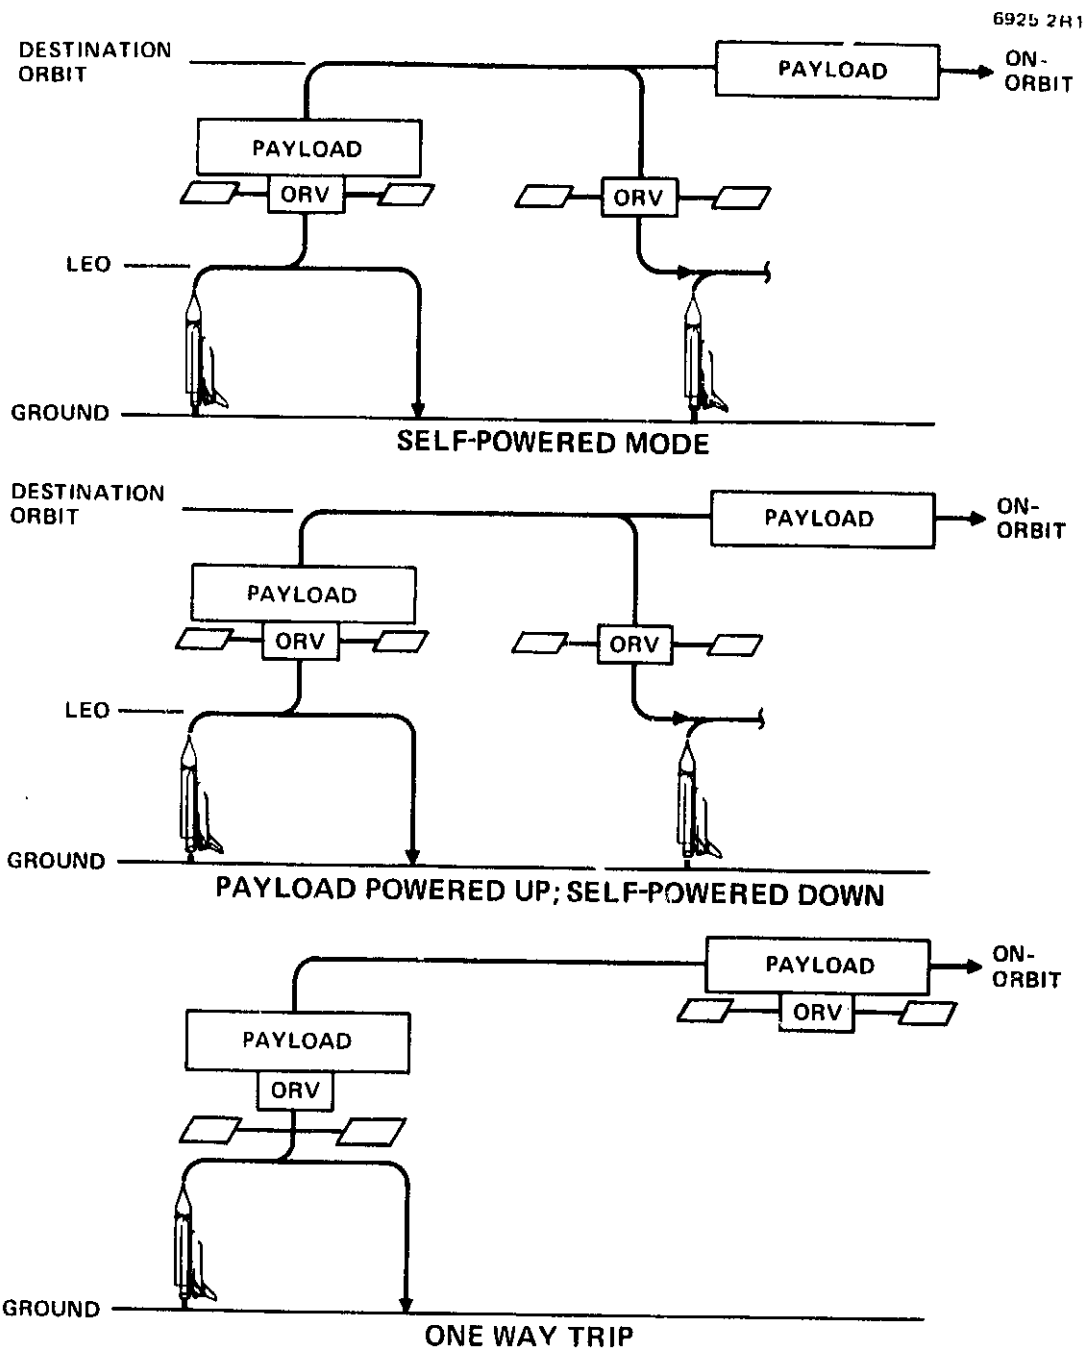 6925 2R1
DESTINATION
ORBIT
PAYLOAD
ON-
ORBIT
PAYLOAD
ORV
ORV
LEO
GROUND
SELF-POWERED MODE
DESTINATION
ORBIT
PAYLOAD
ON-
ORBIT
PAYLOAD
ORV
ORV
LEO
GROUND
PAYLOAD POWERED UP; SELF-POWERED DOWN
PAYLOAD
ON-
ORBIT
ORV
PAYLOAD
ORV
GROUND
ONE WAY TRIP